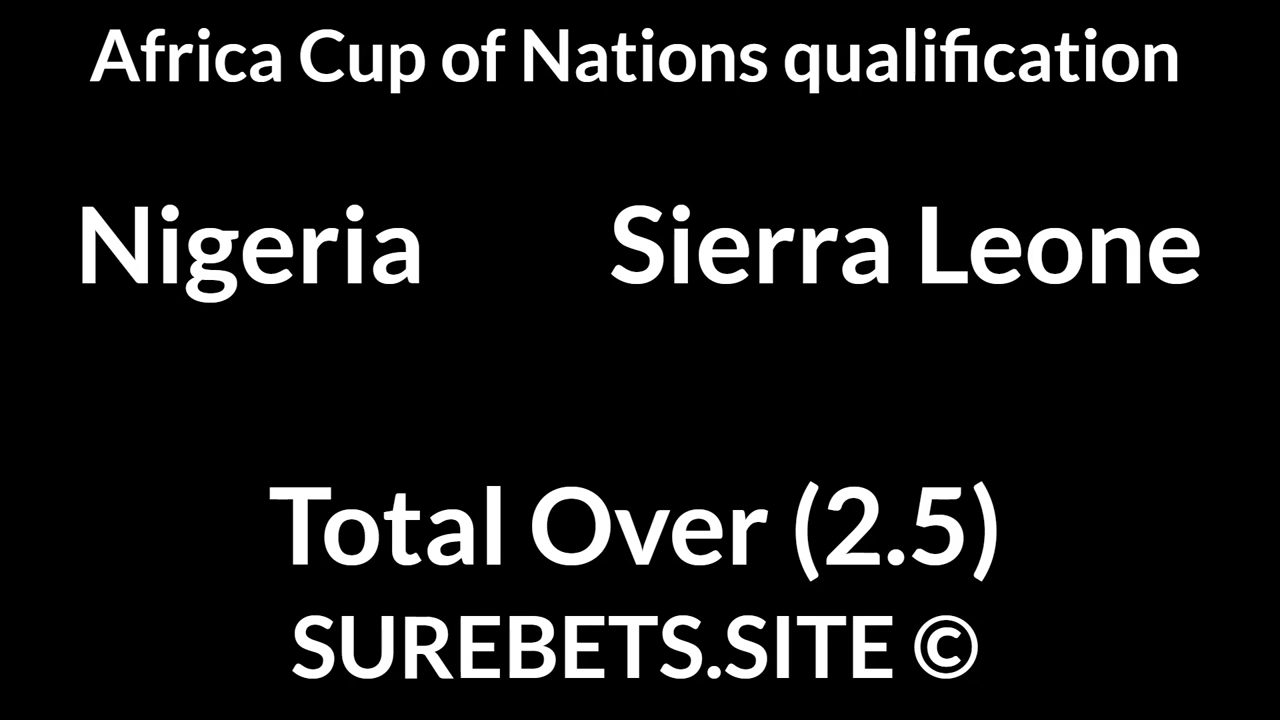 Africa Cup of Nations qualification
Nigeria Sierra Leone
Total Over (2.5)
SUREBETS.SITE ©